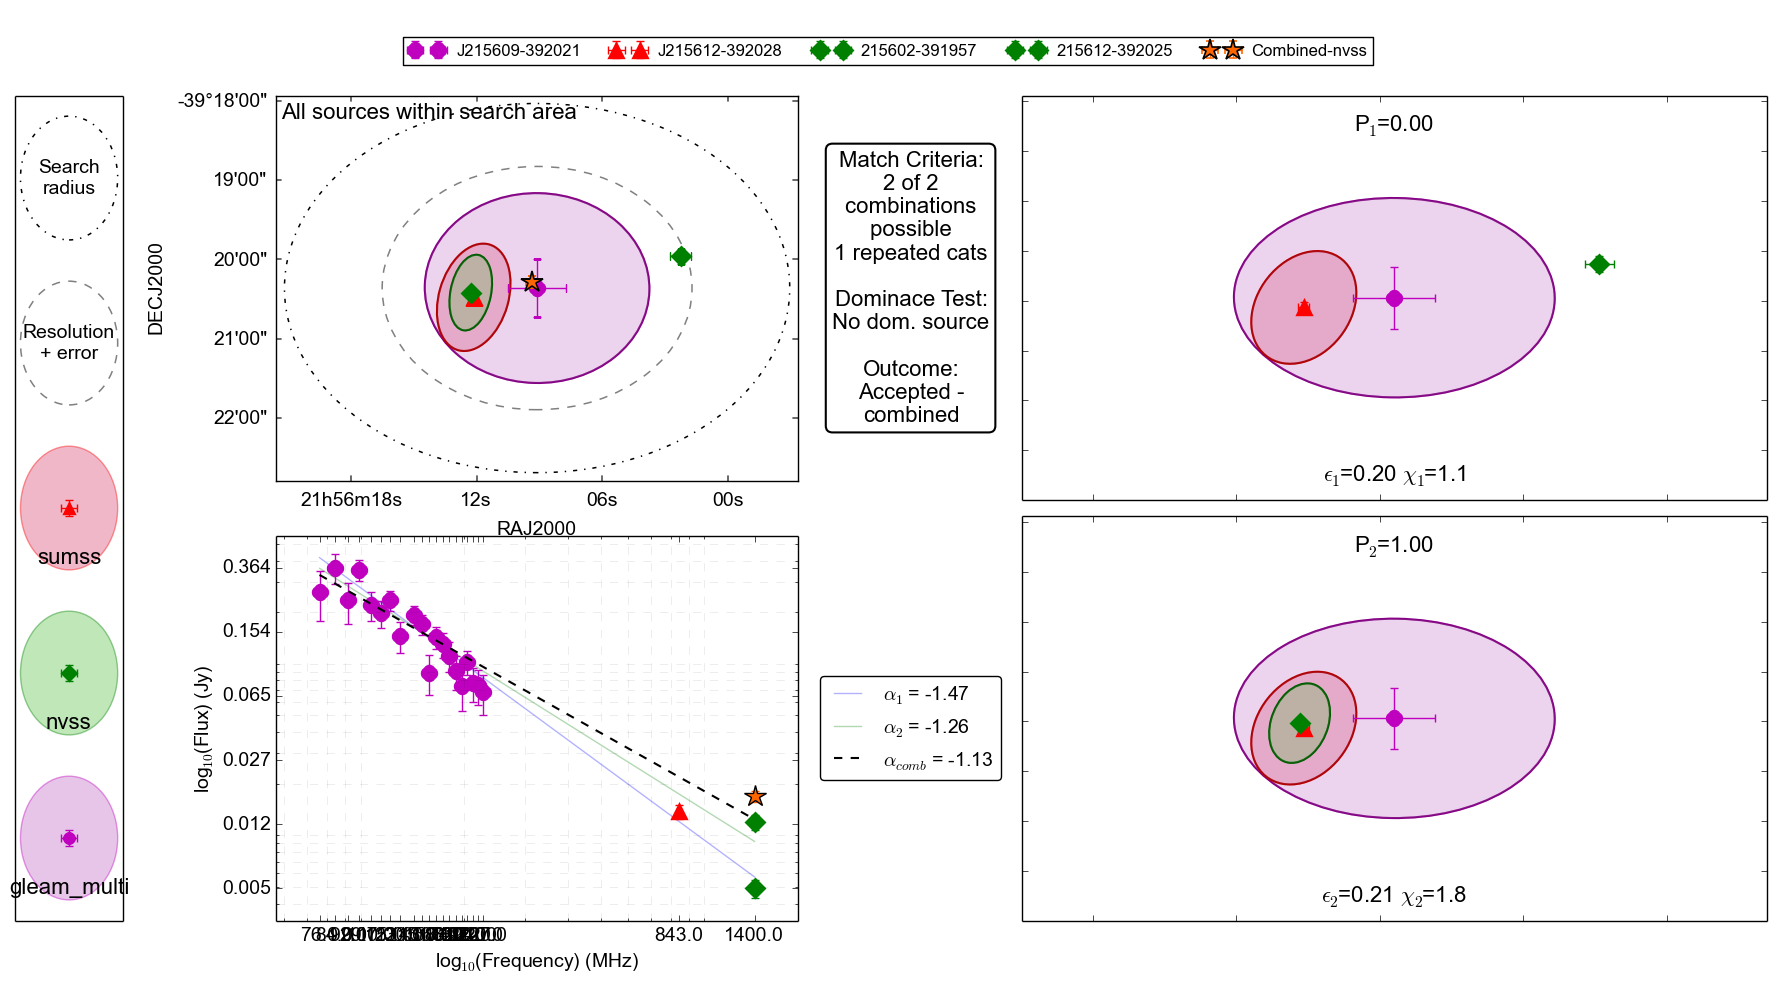 J215609-392021 J215612-392028 215602-391957 215612-392025 Combined-nvss
Search
radius
Resolution
+ error
sumss
nvss
gleam_multi
All sources within search area
DECJ2000
-39°18'00"
19'00"
20'00"
21'00"
22'00"
21h56m18s 12s 06s 00s
RAJ2000
Match Criteria:
2 of 2
combinations
possible
1 repeated cats
Dominace Test:
No dom. source
Outcome:
Accepted -
combined
P1=0.00
ϵ1=0.20 χ1=1.1
P2=1.00
ϵ2=0.21 χ2=1.8
log10(Flux) (Jy)
0.364
0.154
0.065
0.027
0.012
0.005
843.0 1400.0
log10(Frequency) (MHz)
α1 = -1.47
α2 = -1.26
αcomb = -1.13